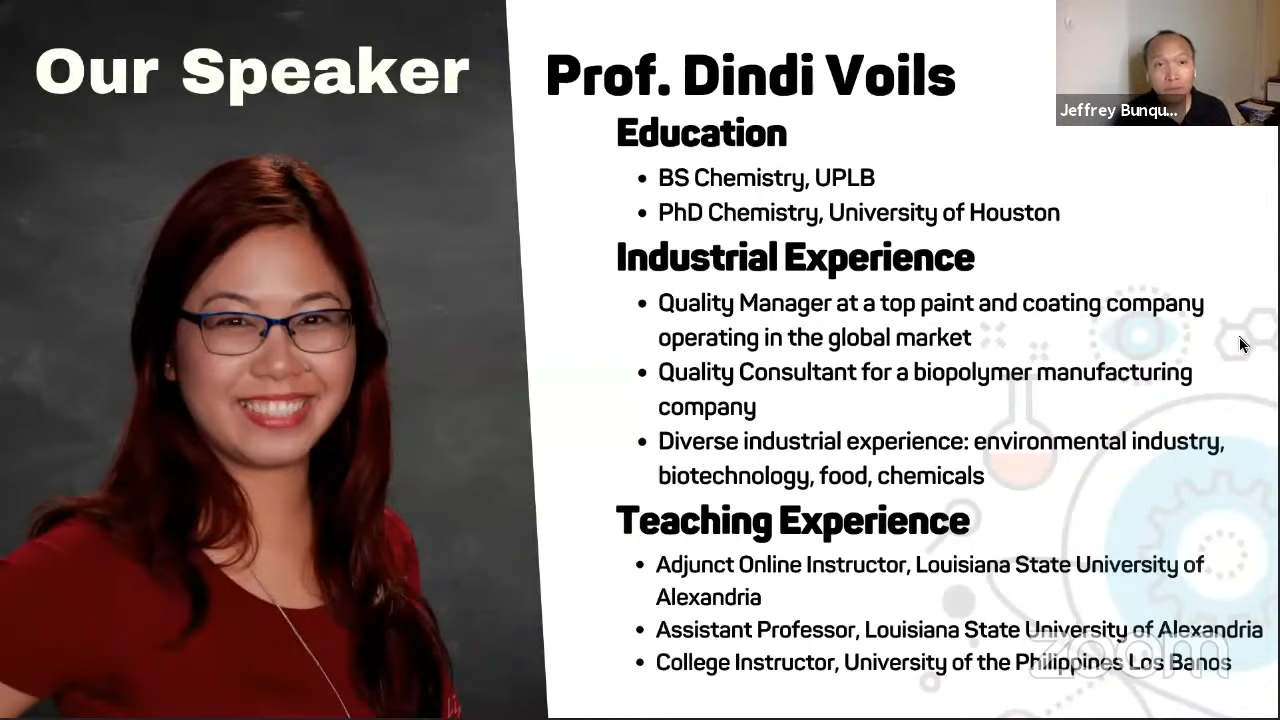 Our Speaker
Prof. Dindi Voils
Jeffrey Bunqu...
Education
• BS Chemistry, UPLB
• PhD Chemistry, University of Houston
Industrial Experience
• Quality Manager at a top paint and coating company
operating in the global market
• Quality Consultant for a biopolymer manufacturing
company
• Diverse industrial experience: environmental industry,
biotechnology, food, chemicals
Teaching Experience
• Adjunct Online Instructor, Louisiana State University of
Alexandria
• Assistant Professor, Louisiana State University of Alexandria
• College Instructor, University of the Philippines Los Banos
zoom